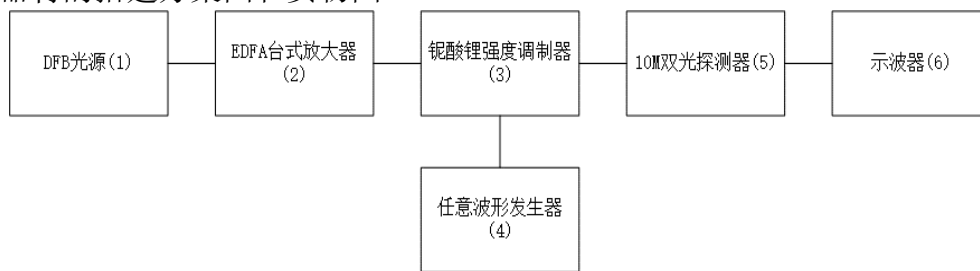 DFB光源(1)
EDFA台式放大器
(2)
铌酸锂强度调制器
(3)
10M双光探测器(5)
示波器(6)
任意波形发生器
(4)